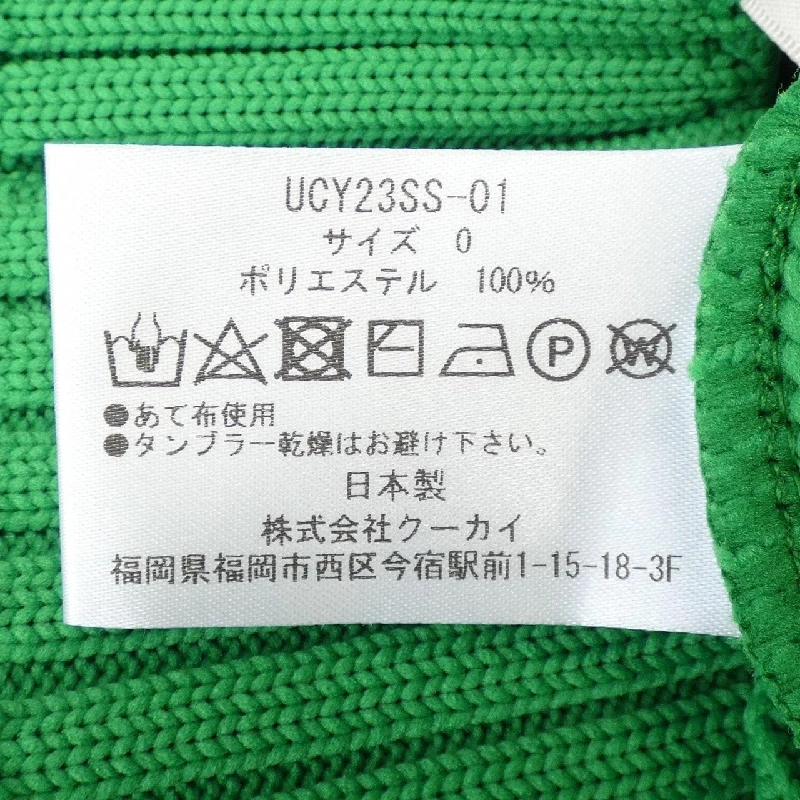 UCY23SS-01
サイズ 0
ポリエステル 100%
P W
●あて布使用
●タンブラー乾燥はお避け下さい。
日本製
株式会社クーカイ
福岡県福岡市西区今宿駅前1-15-18-3F